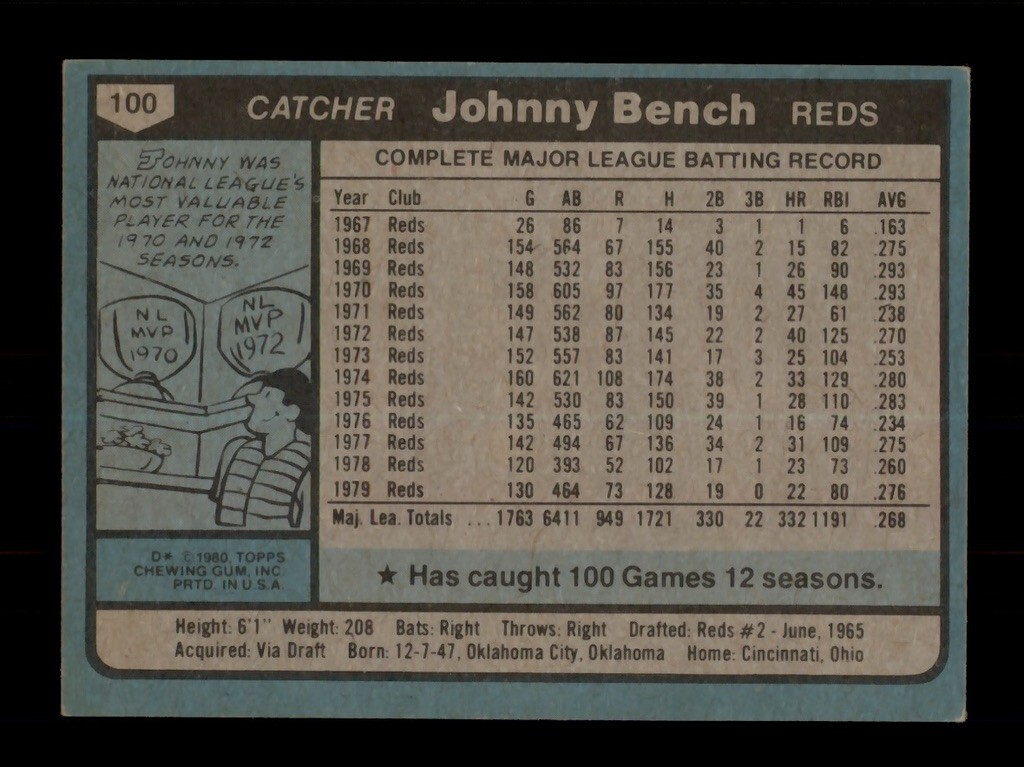 100 CATCHER Johnny Bench REDS
JOHNNY WAS
NATIONAL LEAGUE'S
MOST VALUABLE
PLAYER FOR THE
1970 AND 1972
SEASONS.
NL
MVP
1970
NL
MVP
1972
D* © 1980, TOPPS
CHEWING GUM, INC.
PRTD. IN U.S.A.
COMPLETE MAJOR LEAGUE BATTING RECORD
Year Club G AB R H 2B 3B HR RBI AVG
1967 Reds 26 86 7 14 3 1 1 6 .163
1968 Reds 154 564 67 155 40 2 15 82 .275
1969 Reds 148 532 83 156 23 1 26 90 .293
1970 Reds 158 605 97 177 35 4 45 148 .293
1971 Reds 149 562 80 134 19 2 27 61 .238
1972 Reds 147 538 87 145 22 2 40 125 .270
1973 Reds 152 557 83 141 17 3 25 104 .253
1974 Reds 160 621 108 174 38 2 33 129 .280
1975 Reds 142 530 83 150 39 1 28 110 .283
1976 Reds 135 465 62 109 24 1 16 74 .234
1977 Reds 142 494 67 136 34 2 31 109 .275
1978 Reds 120 393 52 102 17 1 23 73 .260
1979 Reds 130 464 73 128 19 0 22 80 .276
Maj. Lea. Totals ... 1763 6411 949 1721 330 22 332 1191 .268
★ Has caught 100 Games 12 seasons.
Height: 6'1" Weight: 208 Bats: Right Throws: Right Drafted: Reds #2 - June, 1965
Acquired: Via Draft Born: 12-7-47, Oklahoma City, Oklahoma Home: Cincinnati, Ohio